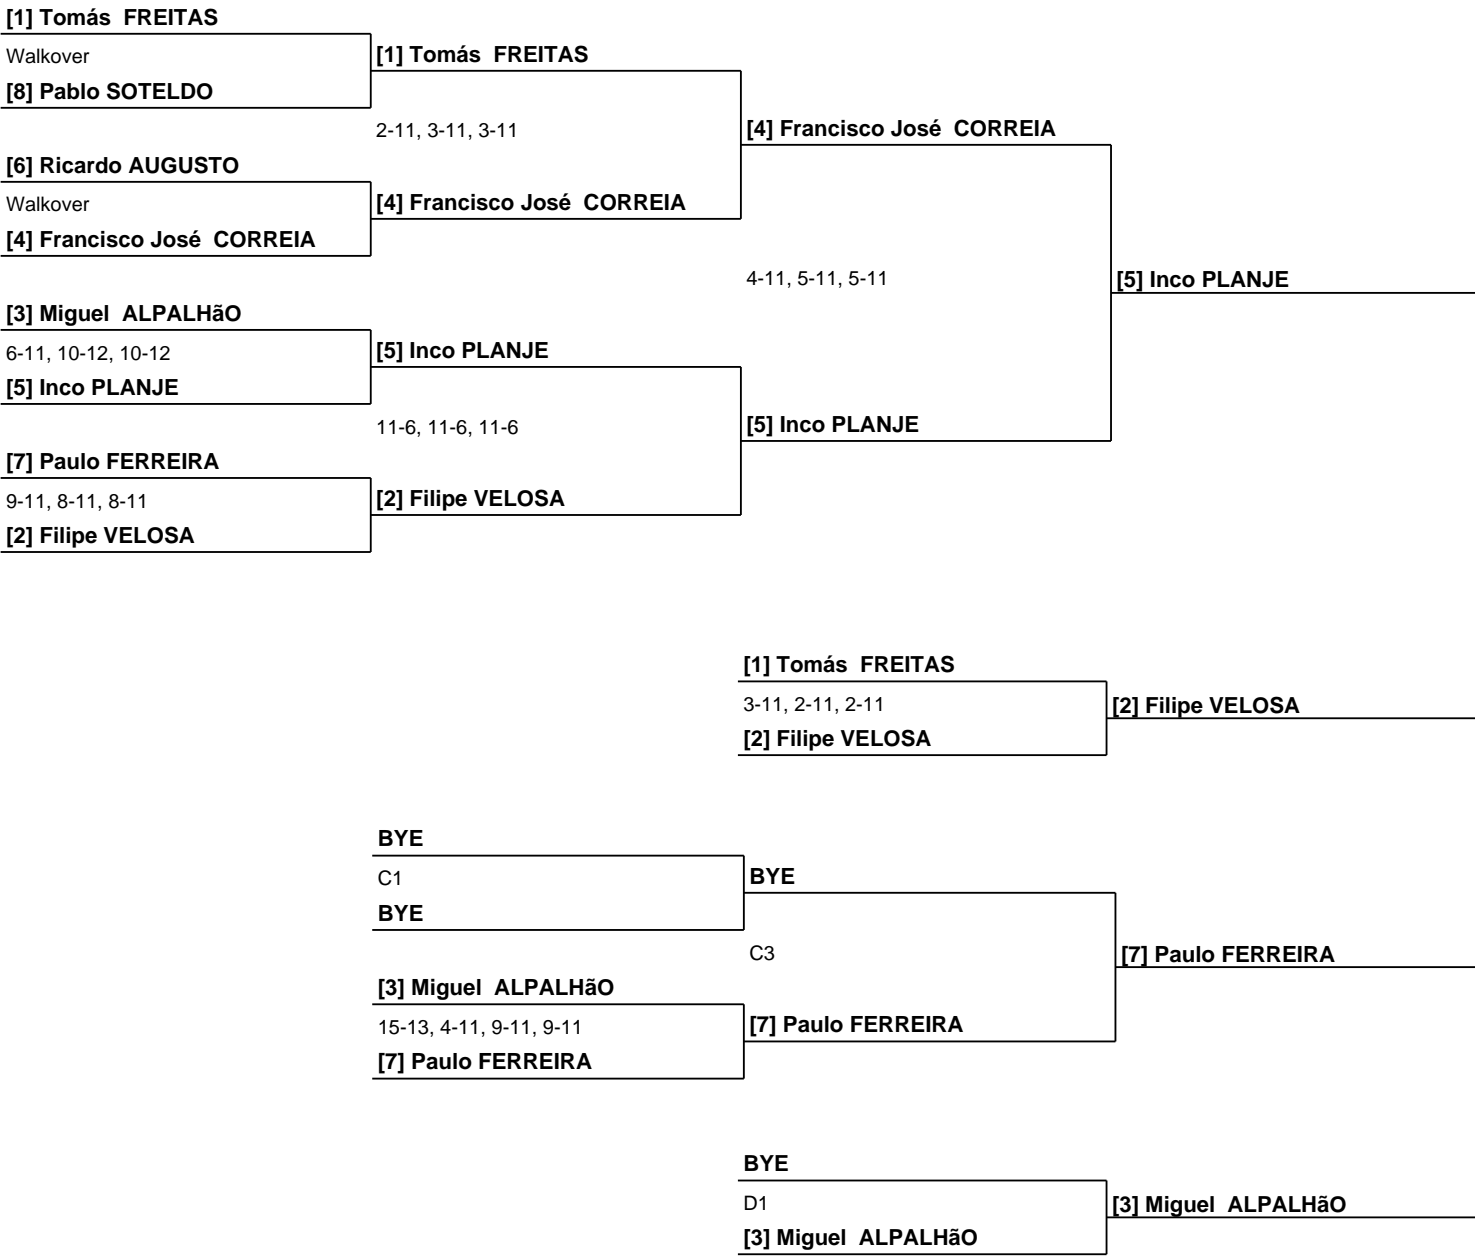 [1] Tomás  FREITAS
Walkover
[1] Tomás  FREITAS
[8] Pablo SOTELDO
2-11, 3-11, 3-11
[4] Francisco José  CORREIA
[6] Ricardo AUGUSTO
Walkover
[4] Francisco José  CORREIA
[4] Francisco José  CORREIA
4-11, 5-11, 5-11
[5] Inco PLANJE
[3] Miguel  ALPALHãO
6-11, 10-12, 10-12
[5] Inco PLANJE
[5] Inco PLANJE
11-6, 11-6, 11-6
[5] Inco PLANJE
[7] Paulo FERREIRA
9-11, 8-11, 8-11
[2] Filipe VELOSA
[2] Filipe VELOSA
[1] Tomás  FREITAS
3-11, 2-11, 2-11
[2] Filipe VELOSA
[2] Filipe VELOSA
BYE
C1
BYE
BYE
C3
[7] Paulo FERREIRA
[3] Miguel  ALPALHãO
15-13, 4-11, 9-11, 9-11
[7] Paulo FERREIRA
[7] Paulo FERREIRA
BYE
D1
[3] Miguel  ALPALHãO
[3] Miguel  ALPALHãO